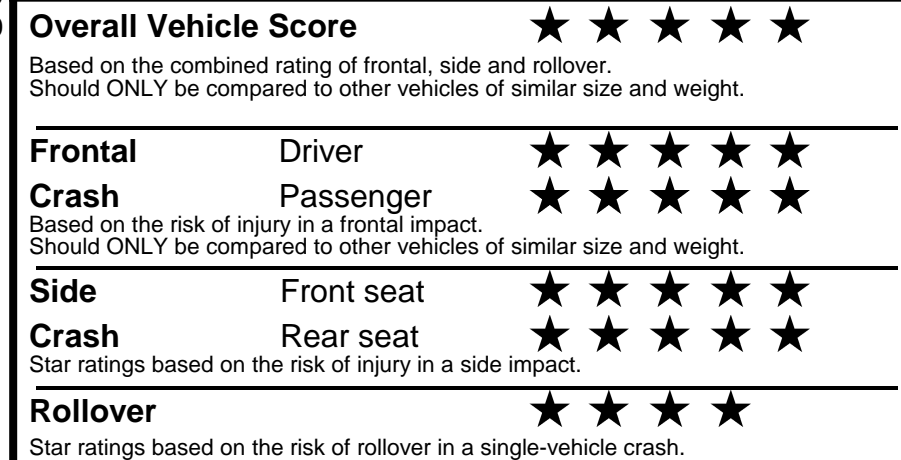 Overall Vehicle Score ★ ★ ★ ★ ★
Based on the combined rating of frontal, side and rollover.
Should ONLY be compared to other vehicles of similar size and weight.
Frontal Driver ★ ★ ★ ★ ★
Crash Passenger ★ ★ ★ ★ ★
Based on the risk of injury in a frontal impact.
Should ONLY be compared to other vehicles of similar size and weight.
Side Front seat ★ ★ ★ ★ ★
Crash Rear seat ★ ★ ★ ★ ★
Star ratings based on the risk of injury in a side impact.
Rollover ★ ★ ★ ★
Star ratings based on the risk of rollover in a single-vehicle crash.